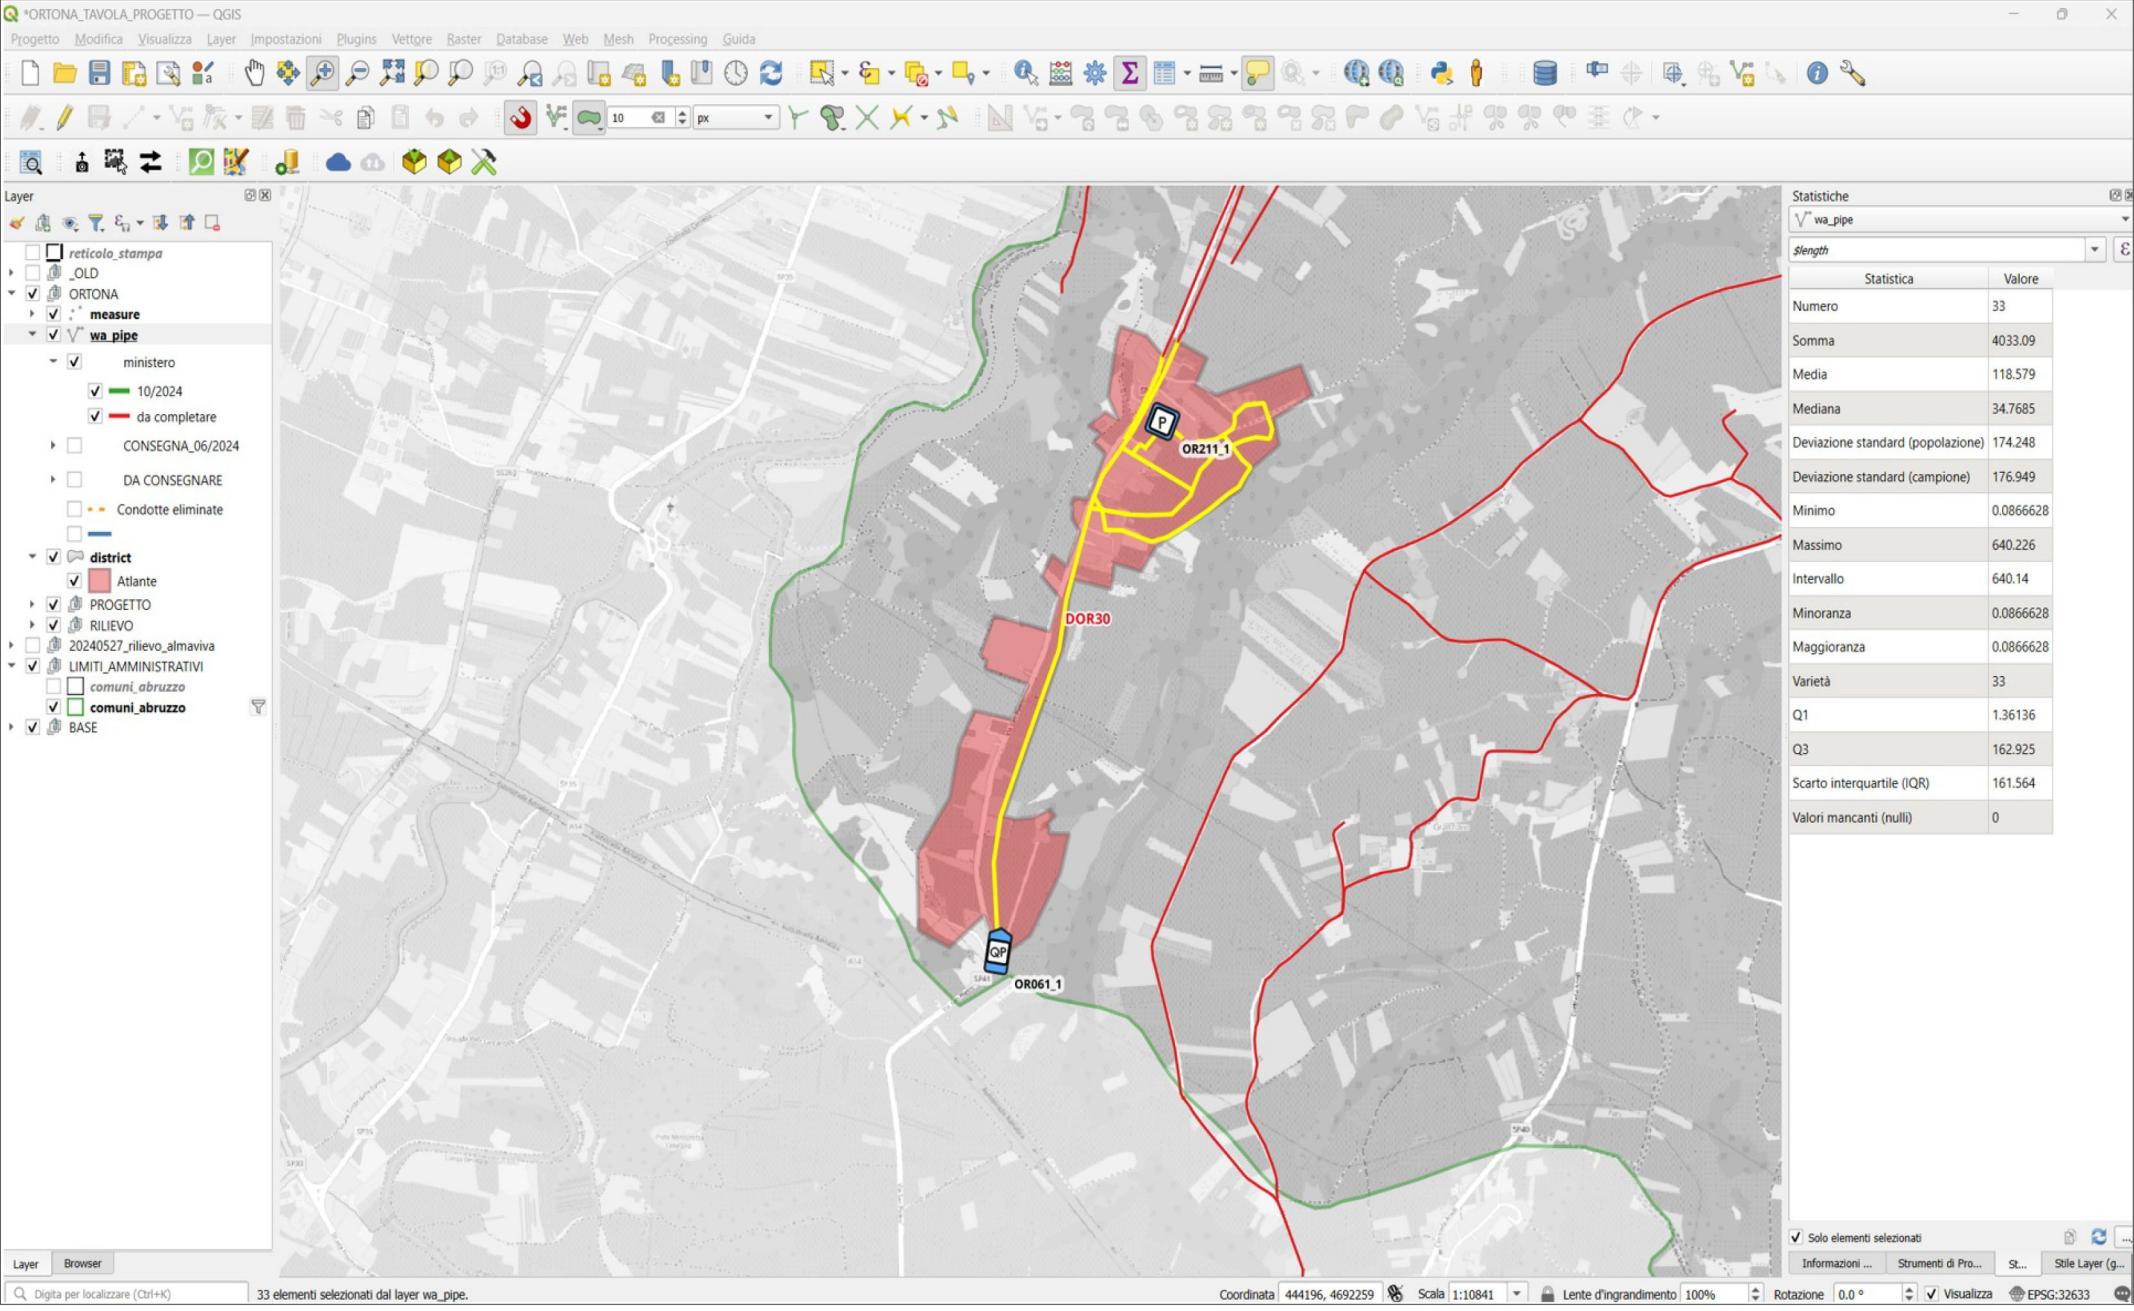 *ORTONA_TAVOLA_PROGETTO — QGIS
Progetto Modifica Visualizza Layer Impostazioni Plugins Vettore Raster Database Web Mesh Processing Guida
10 px
Layer
reticolo_stampa
_OLD
ORTONA
measure
wa_pipe
ministero
10/2024
da completare
CONSEGNA_06/2024
DA CONSEGNARE
Condotte eliminate
district
Atlante
PROGETTO
RILIEVO
20240527_rilievo_almaviva
LIMITI_AMMINISTRATIVI
comuni_abruzzo
comuni_abruzzo
BASE
Layer Browser
P
OR211_1
DOR30
QP
OR061_1
SP35
A14
SP41
SP40
Statistiche
wa_pipe
$length
Statistica Valore
Numero 33
Somma 4033.09
Media 118.579
Mediana 34.7685
Deviazione standard (popolazione) 174.248
Deviazione standard (campione) 176.949
Minimo 0.0866628
Massimo 640.226
Intervallo 640.14
Minoranza 0.0866628
Maggioranza 0.0866628
Varietà 33
Q1 1.36136
Q3 162.925
Scarto interquartile (IQR) 161.564
Valori mancanti (nulli) 0
Solo elementi selezionati
Informazioni ... Strumenti di Pro... St... Stile Layer (g...
Digita per localizzare (Ctrl+K) 33 elementi selezionati dal layer wa_pipe. Coordinata 444196, 4692259 Scala 1:10841 Lente d'ingrandimento 100% Rotazione 0.0 ° Visualizza EPSG:32633